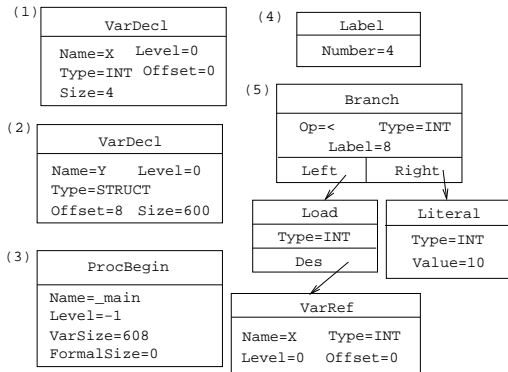 (1)
VarDecl
Name=X Level=0
Type=INT Offset=0
Size=4
(2)
VarDecl
Name=Y Level=0
Type=STRUCT
Offset=8 Size=600
(3)
ProcBegin
Name=_main
Level=-1
VarSize=608
FormalSize=0
(4)
Label
Number=4
(5)
Branch
Op=< Type=INT
Label=8
Left Right
Load
Type=INT
Des
Literal
Type=INT
Value=10
VarRef
Name=X Type=INT
Level=0 Offset=0